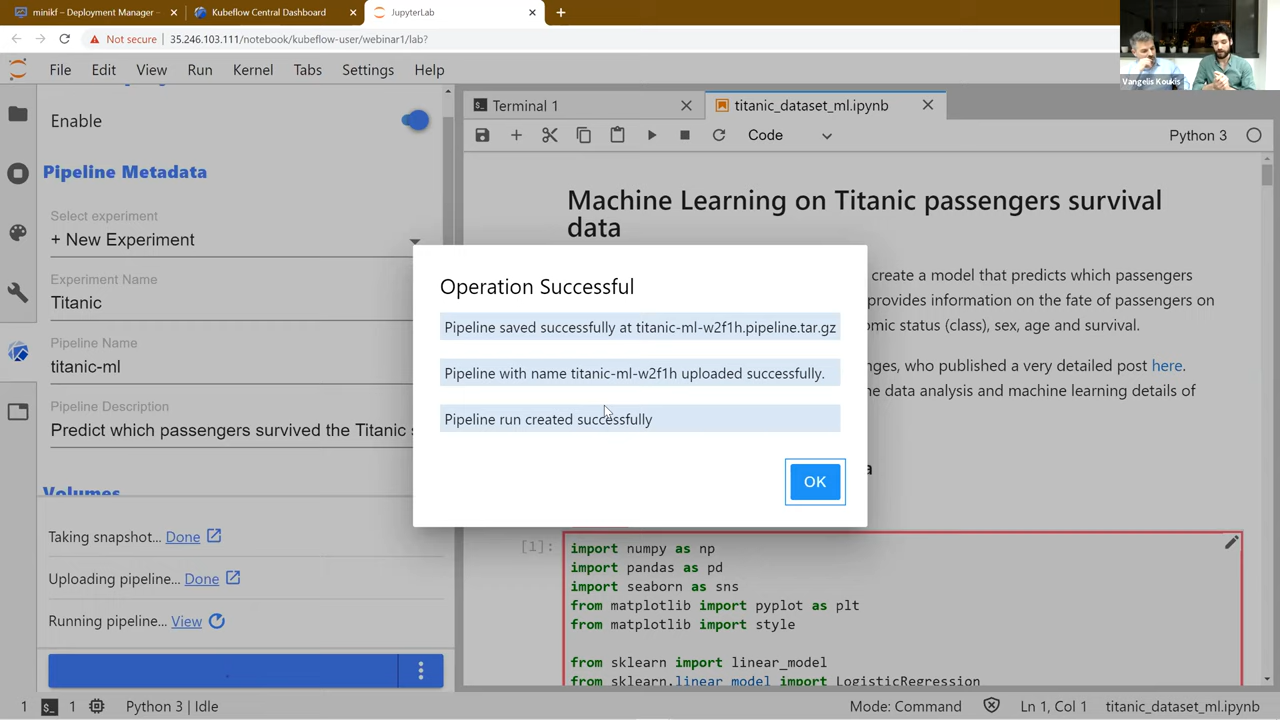 minikf – Deployment Manager -
Kubeflow Central Dashboard
JupyterLab
Not secure
35.246.103.111/notebook/kubeflow-user/webinar1/lab?
Vangelis Koukis
File
Edit
View
Run
Kernel
Tabs
Settings
Help
Enable
Pipeline Metadata
Select experiment
+ New Experiment
Experiment Name
Titanic
Pipeline Name
titanic-ml
Pipeline Description
Predict which passengers survived the Titanic s
Volumes
Taking snapshot... Done
Uploading pipeline... Done
Running pipeline... View
Terminal 1
titanic_dataset_ml.ipynb
Code
Python 3
Machine Learning on Titanic passengers survival
data
create a model that predicts which passengers
provides information on the fate of passengers on
omic status (class), sex, age and survival.
nges, who published a very detailed post here.
he data analysis and machine learning details of
a
Operation Successful
Pipeline saved successfully at titanic-ml-w2f1h.pipeline.tar.gz
Pipeline with name titanic-ml-w2f1h uploaded successfully.
Pipeline run created successfully
OK
[1]:
import numpy as np
import pandas as pd
import seaborn as sns
from matplotlib import pyplot as plt
from matplotlib import style
from sklearn import linear_model
from sklearn.linear_model import LogisticRegression
1
1
Python 3 | Idle
Mode: Command
Ln 1, Col 1
titanic_dataset_ml.ipynb